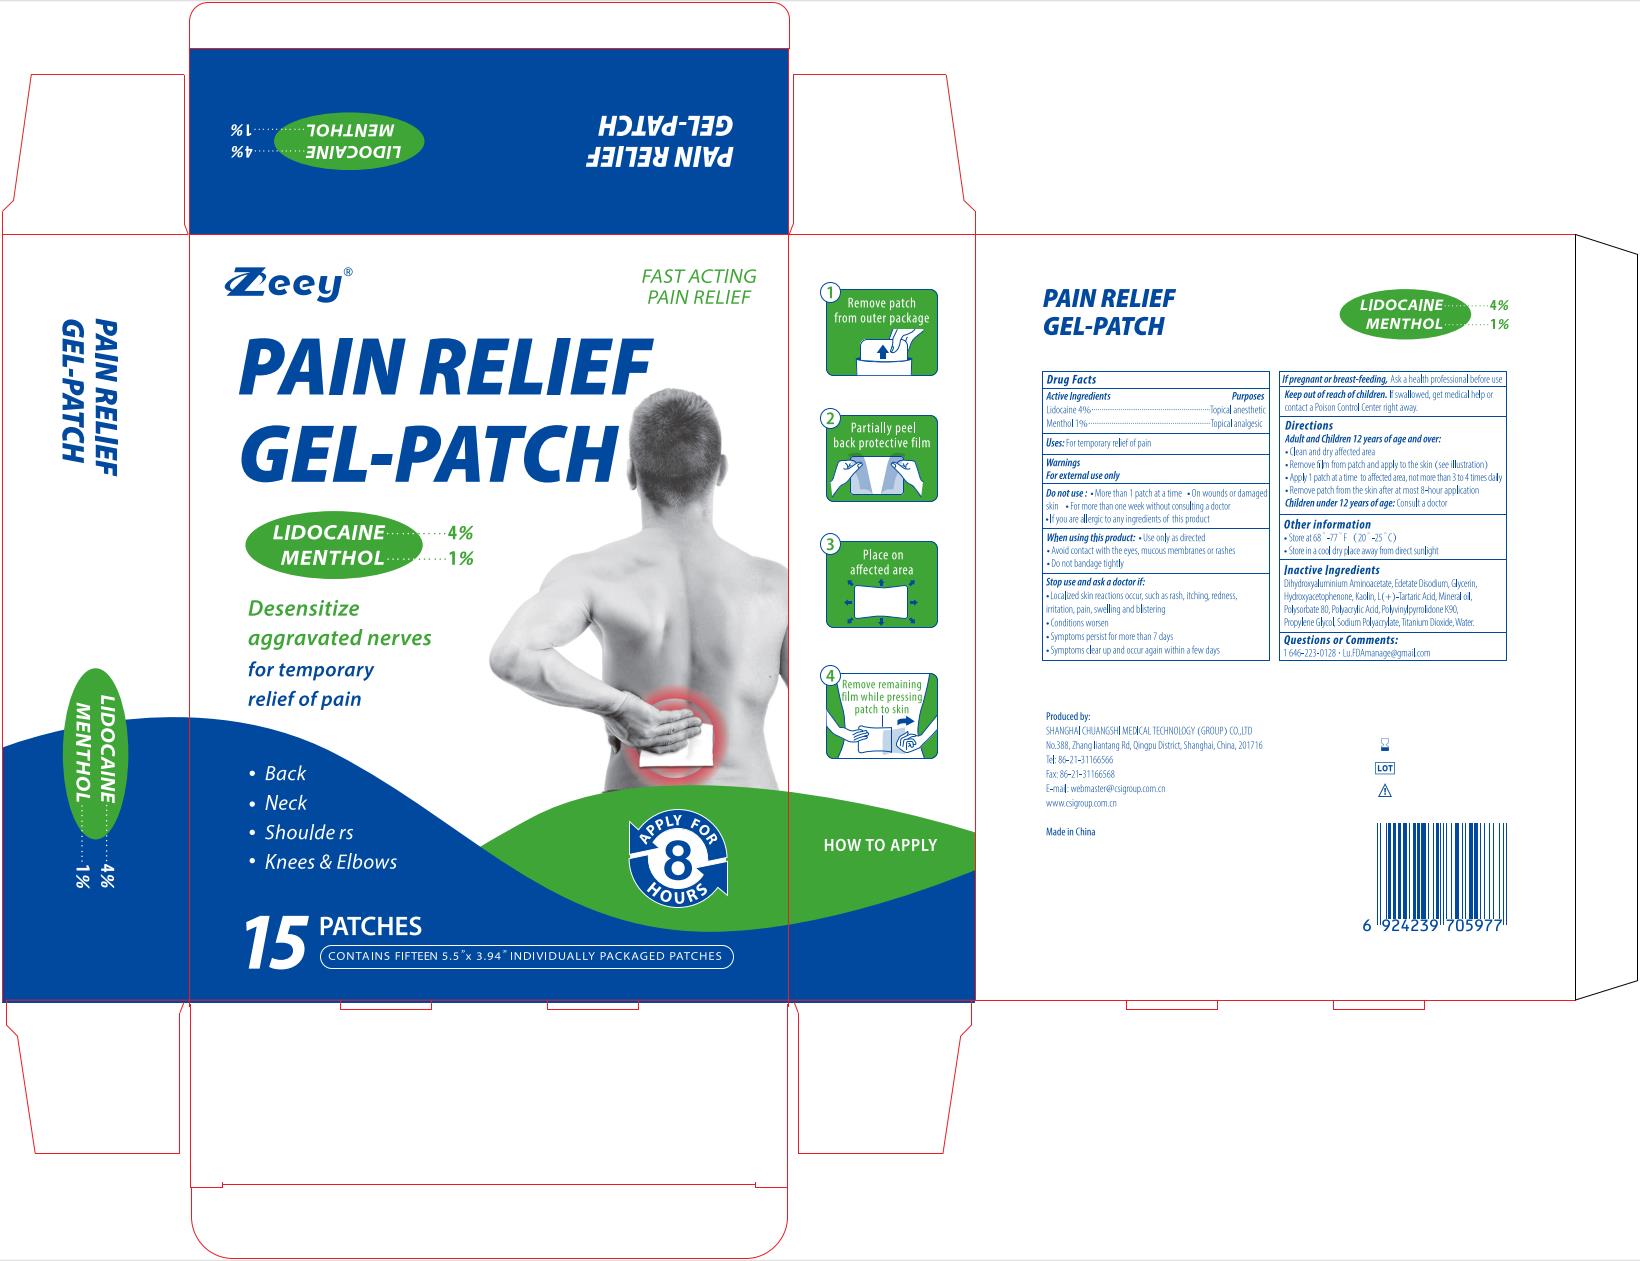 PAIN RELIEF
GEL-PATCH
LIDOCAINE 4%
MENTHOL 1%
PAIN RELIEF
GEL-PATCH
LIDOCAINE 4%
MENTHOL 1%
Zeey®
FAST ACTING
PAIN RELIEF
PAIN RELIEF
GEL-PATCH
LIDOCAINE 4%
MENTHOL 1%
Desensitize
aggravated nerves
for temporary
relief of pain
• Back
• Neck
• Shoulde rs
• Knees & Elbows
APPLY FOR
8
HOURS
15 PATCHES
CONTAINS FIFTEEN 5.5"x 3.94" INDIVIDUALLY PACKAGED PATCHES
1
Remove patch
from outer package
2
Partially peel
back protective film
3
Place on
affected area
4
Remove remaining
film while pressing
patch to skin
HOW TO APPLY
PAIN RELIEF
GEL-PATCH
LIDOCAINE 4%
MENTHOL 1%
Drug Facts
Active Ingredients Purposes
Lidocaine 4% Topical anesthetic
Menthol 1% Topical analgesic
Uses: For temporary relief of pain
Warnings
For external use only
Do not use : • More than 1 patch at a time • On wounds or damaged
skin • For more than one week without consulting a doctor
• If you are allergic to any ingredients of this product
When using this product: • Use only as directed
• Avoid contact with the eyes, mucous membranes or rashes
• Do not bandage tightly
Stop use and ask a doctor if:
• Localized skin reactions occur, such as rash, itching, redness,
irritation, pain, swelling and blistering
• Conditions worsen
• Symptoms persist for more than 7 days
• Symptoms clear up and occur again within a few days
If pregnant or breast-feeding, Ask a health professional before use
Keep out of reach of children. If swallowed, get medical help or
contact a Poison Control Center right away.
Directions
Adult and Children 12 years of age and over:
• Clean and dry affected area
• Remove film from patch and apply to the skin (see illustration)
• Apply 1 patch at a time to affected area, not more than 3 to 4 times daily
• Remove patch from the skin after at most 8-hour application
Children under 12 years of age: Consult a doctor
Other information
• Store at 68°-77°F (20°-25°C)
• Store in a cool dry place away from direct sunlight
Inactive Ingredients
Dihydroxyaluminium Aminoacetate, Edetate Disodium, Glycerin,
Hydroxyacetophenone, Kaolin, L(+)-Tartaric Acid, Mineral oil,
Polysorbate 80, Polyacrylic Acid, Polyvinylpyrrolidone K90,
Propylene Glycol, Sodium Polyacrylate, Titanium Dioxide, Water.
Questions or Comments:
1 646-223-0128 · Lu.FDAmanage@gmail.com
Produced by:
SHANGHAI CHUANGSHI MEDICAL TECHNOLOGY (GROUP) CO.,LTD
No.388, Zhang liantang Rd, Qingpu District, Shanghai, China, 201716
Tel: 86-21-31166566
Fax: 86-21-31166568
E-mail: webmaster@csigroup.com.cn
www.csigroup.com.cn
Made in China
LOT
6 924239 705977